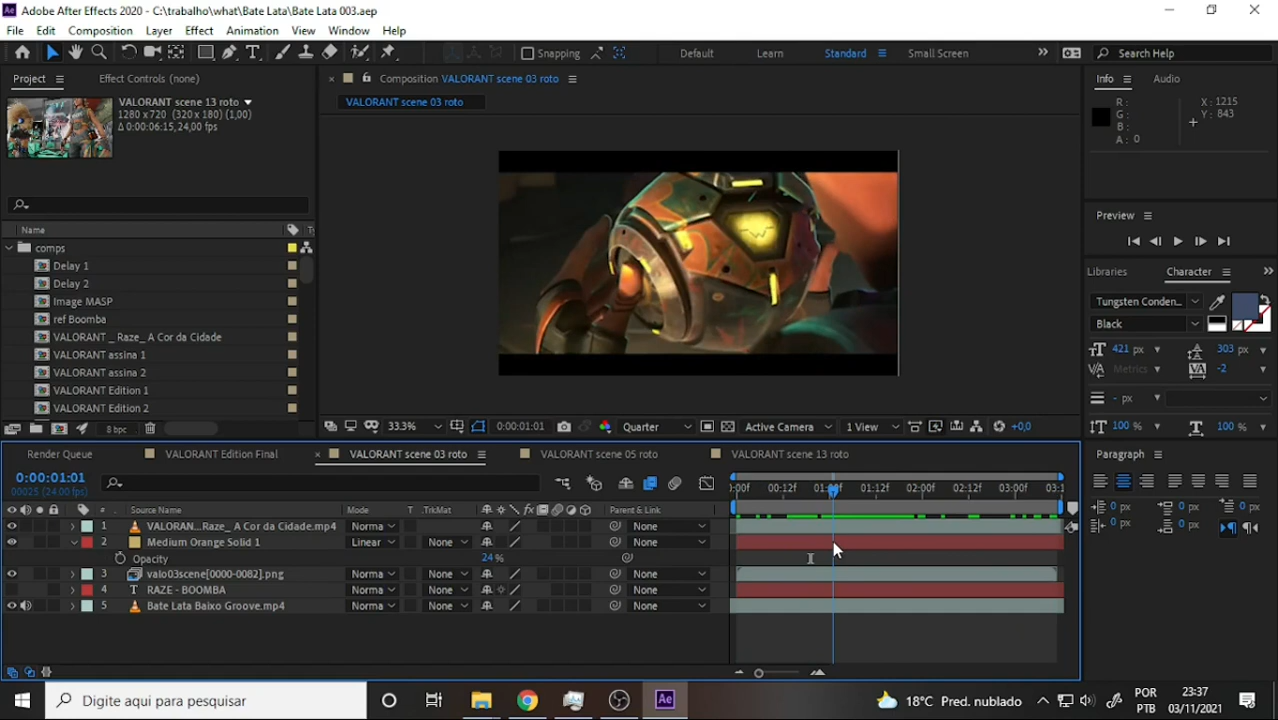 Adobe After Effects 2020 - C:\trabalho\what\Bate Lata\Bate Lata 003.aep
File Edit Composition Layer Effect Animation View Window Help
Snapping Default Learn Standard Small Screen Search Help
Project Effect Controls (none)
Composition VALORANT scene 03 roto
Info Audio
VALORANT scene 13 roto
1280 x 720 (320 x 180) (1,00)
Δ 0:00:06:15, 24,00 fps
VALORANT scene 03 roto
R :
G :
B :
A : 0
X : 1215
Y : 843
Preview
Name
comps
Delay 1
Delay 2
Image MASP
ref Boomba
VALORANT _ Raze_ A Cor da Cidade
VALORANT assina 1
VALORANT assina 2
VALORANT Edition 1
VALORANT Edition 2
8 bpc
Libraries Character
Tungsten Conden...
Black
421 px 303 px
Metrics -2
- px
100 % 100 %
33.3% 0:00:01:01 Quarter Active Camera 1 View +0,0
Render Queue VALORANT Edition Final VALORANT scene 03 roto VALORANT scene 05 roto VALORANT scene 13 roto
Paragraph
0 px 0 px 0 px
0 px 0 px
0:00:01:01
00025 (24.00 fps)
00:12f 01:12f 02:00f 02:12f 03:00f
# Source Name Mode T .TrkMat Parent & Link
1 VALORAN...Raze_ A Cor da Cidade.mp4 Norma None
2 Medium Orange Solid 1 Linear None None
Opacity 24 %
3 valo03scene[0000-0082].png Norma None None
4 RAZE - BOOMBA Norma None None
5 Bate Lata Baixo Groove.mp4 Norma None None
Digite aqui para pesquisar
18°C Pred. nublado
POR
PTB
23:37
03/11/2021